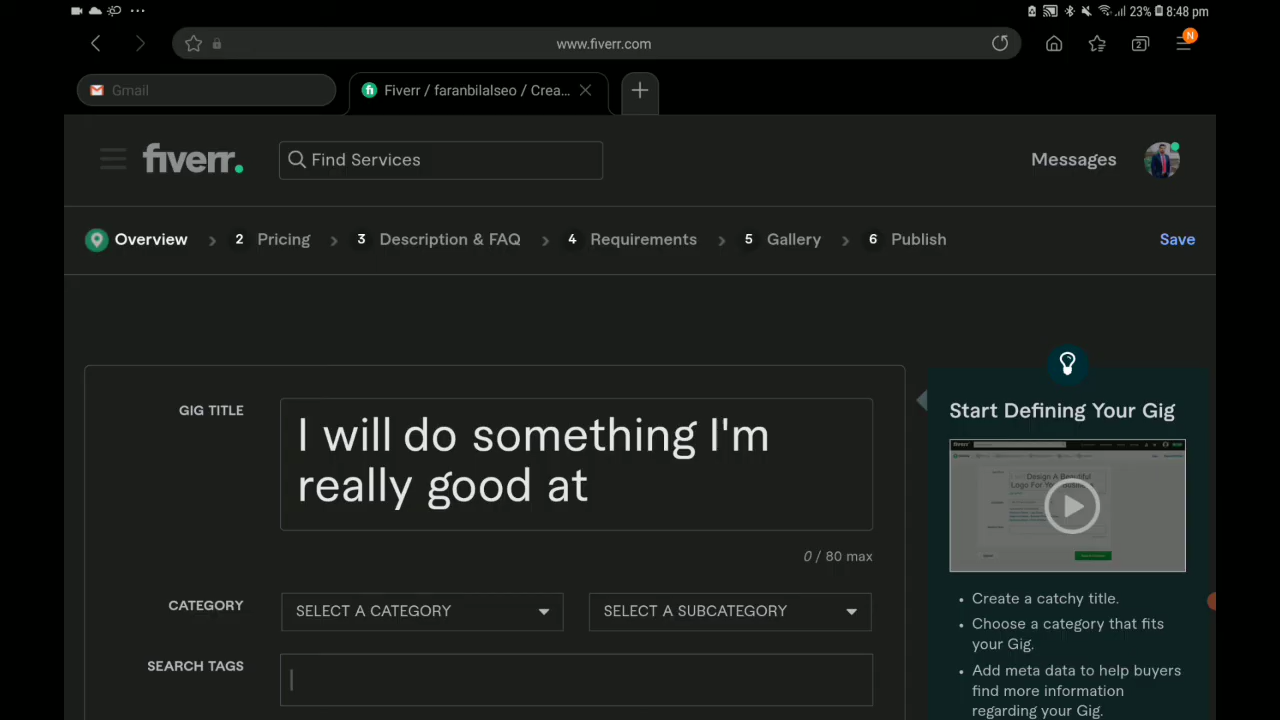 23% 8:48 pm
www.fiverr.com
2
N
Gmail
Fiverr / faranbilalseo / Crea...
fiverr.
Find Services
Messages
Overview
2 Pricing
3 Description & FAQ
4 Requirements
5 Gallery
6 Publish
Save
GIG TITLE
I will do something I'm
really good at
0 / 80 max
CATEGORY
SELECT A CATEGORY
SELECT A SUBCATEGORY
SEARCH TAGS
Start Defining Your Gig
Design A Beautiful
• Create a catchy title.
• Choose a category that fits
your Gig.
• Add meta data to help buyers
find more information
regarding your Gig.